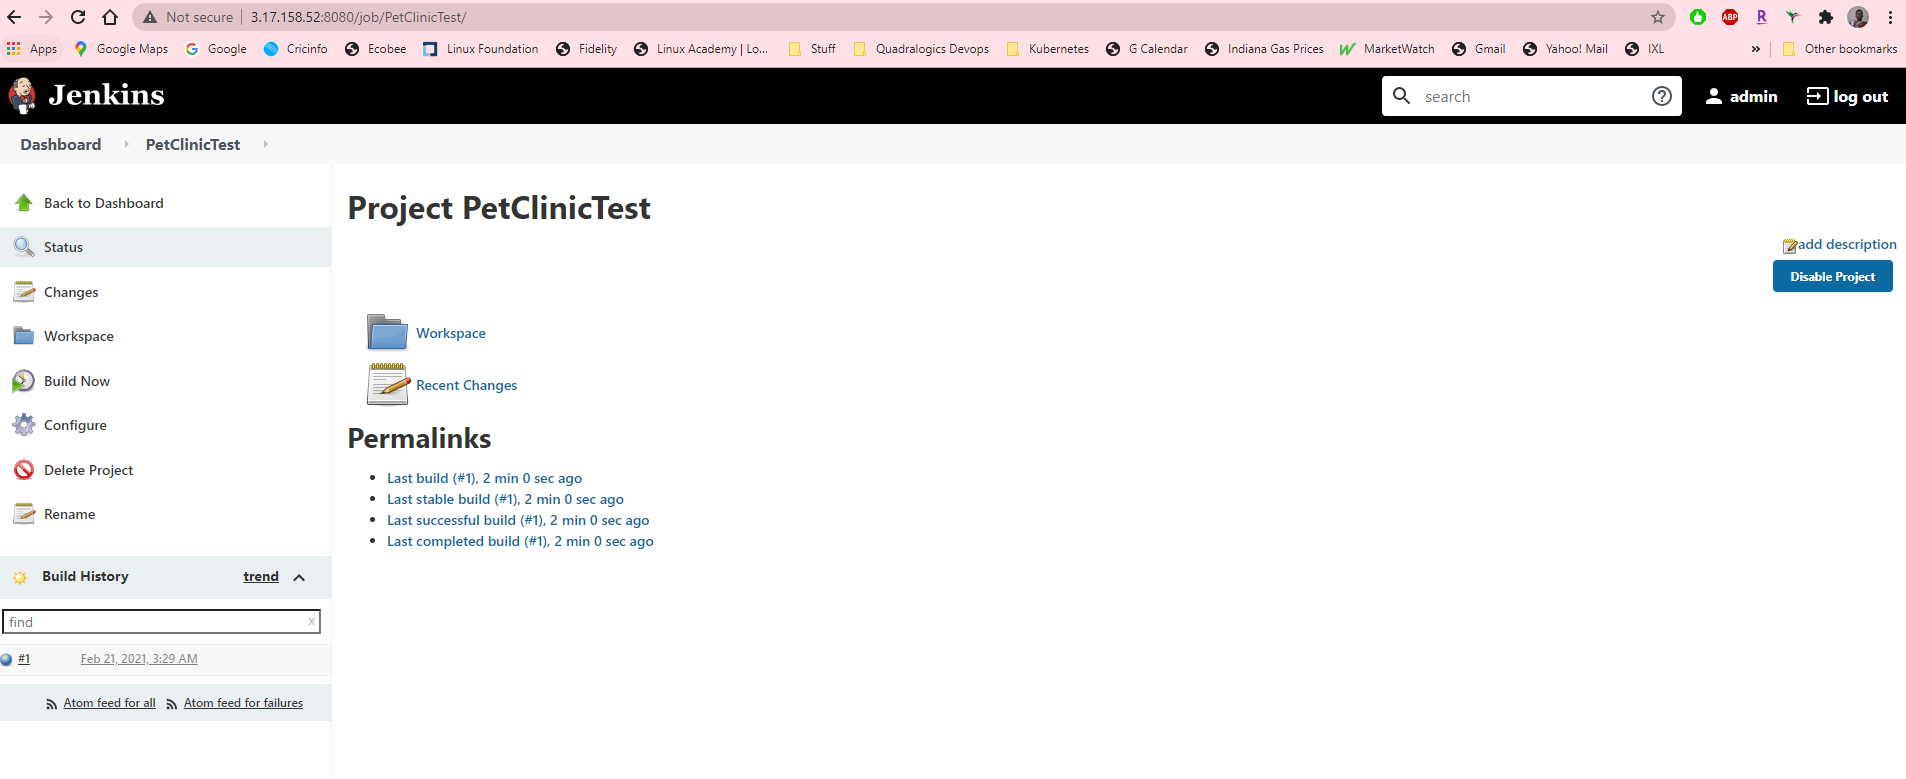 Not secure 3.17.158.52:8080/job/PetClinicTest/
ABP R
Apps Google Maps Google Cricinfo Ecobee Linux Foundation Fidelity Linux Academy | Lo... Stuff Quadralogics Devops Kubernetes G Calendar Indiana Gas Prices MarketWatch Gmail Yahoo! Mail IXL » Other bookmarks
Jenkins search admin log out
Dashboard PetClinicTest
Back to Dashboard
Status
Changes
Workspace
Build Now
Configure
Delete Project
Rename
Build History trend
find x
#1 Feb 21, 2021, 3:29 AM
Atom feed for all Atom feed for failures
Project PetClinicTest
add description
Disable Project
Workspace
Recent Changes
Permalinks
Last build (#1), 2 min 0 sec ago
Last stable build (#1), 2 min 0 sec ago
Last successful build (#1), 2 min 0 sec ago
Last completed build (#1), 2 min 0 sec ago